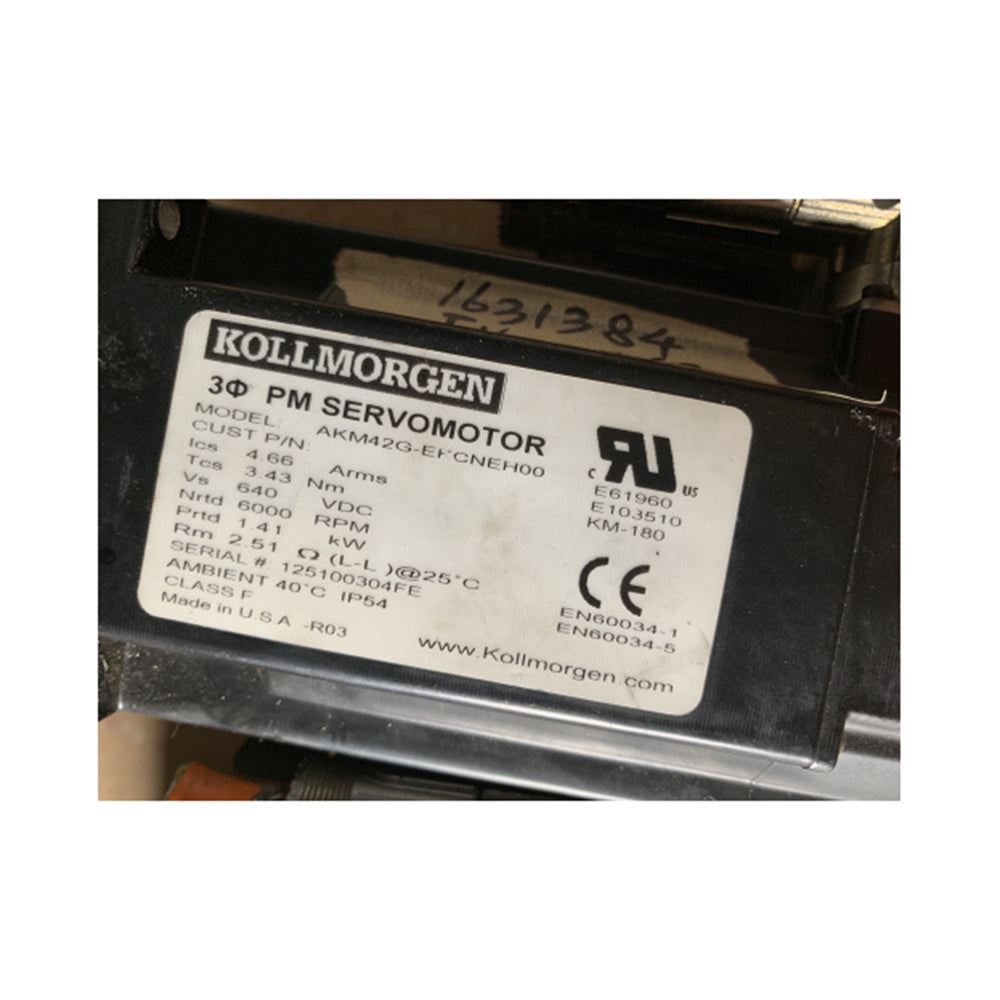 1631384
KOLLMORGEN
3Φ PM SERVOMOTOR
MODEL:
CUST P/N:
Ics 4.66 Arms
Tcs 3.43 Nm
Vs 640 VDC
Nrtd 6000 RPM
Prtd 1.41 kW
Rm 2.51 Ω (L-L )@25°C
SERIAL #: 125100304FE
AMBIENT 40°C IP54
CLASS F
Made in U.S.A -R03
c RU us
E61960
E103510
KM-180
CE
EN60034-1
EN60034-5
www.Kollmorgen.com